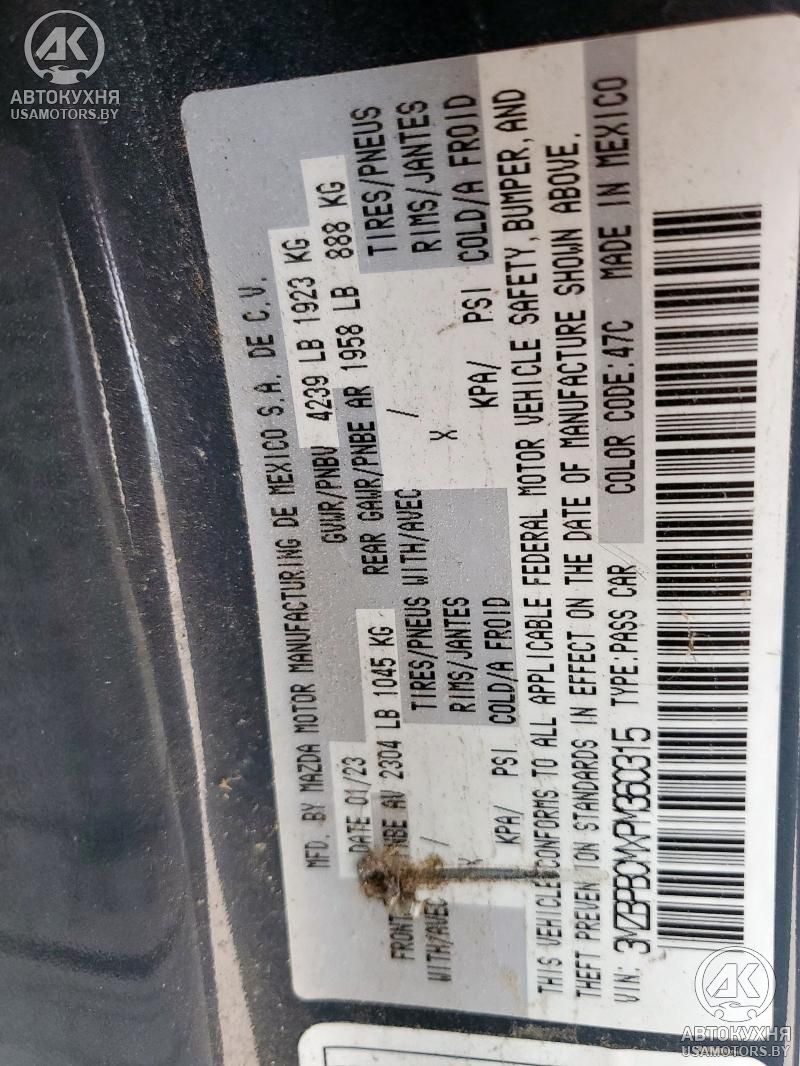 АК
АВТОКУХНЯ
USAMOTORS.BY
MFD. BY MAZDA MOTOR MANUFACTURING DE MEXICO S.A. DE C.V.
DATE 01/23 GVWR/PNBV 4239 LB 1923 KG
FRONT PNBE AV 2304 LB 1045 KG REAR GAWR/PNBE AR 1958 LB 888 KG
WITH/AVEC / TIRES/PNEUS WITH/AVEC / TIRES/PNEUS
X RIMS/JANTES X RIMS/JANTES
KPA/ PSI COLD/A FROID KPA/ PSI COLD/A FROID
THIS VEHICLE CONFORMS TO ALL APPLICABLE FEDERAL MOTOR VEHICLE SAFETY, BUMPER, AND
THEFT PREVENTION STANDARDS IN EFFECT ON THE DATE OF MANUFACTURE SHOWN ABOVE.
VIN: 3MZBPBCMXPM360315 TYPE: PASS CAR COLOR CODE: 47C MADE IN MEXICO
АК
АВТОКУХНЯ
USAMOTORS.BY